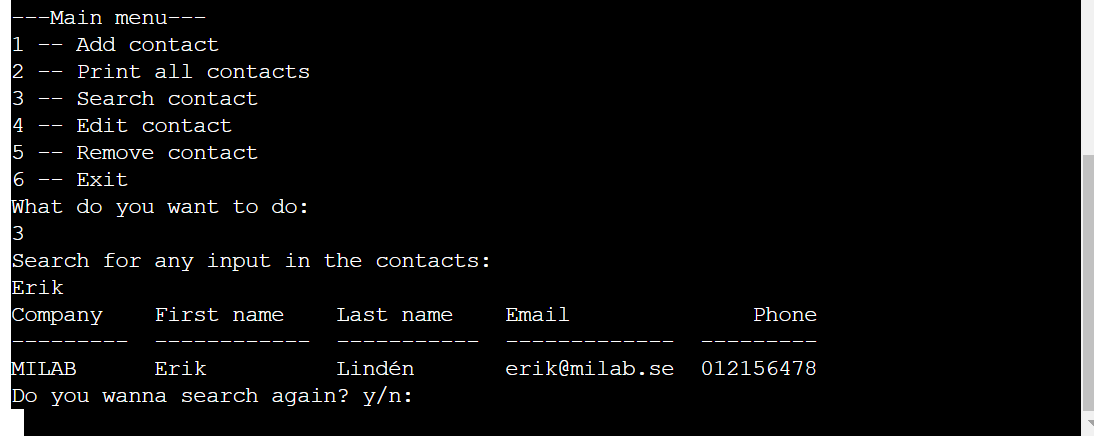 ---Main menu---
1 -- Add contact
2 -- Print all contacts
3 -- Search contact
4 -- Edit contact
5 -- Remove contact
6 -- Exit
What do you want to do:
3
Search for any input in the contacts:
Erik
Company    First name    Last name    Email              Phone
---------  ------------  -----------  -------------  ---------
MILAB      Erik          Lindén       erik@milab.se  012156478
Do you wanna search again? y/n: